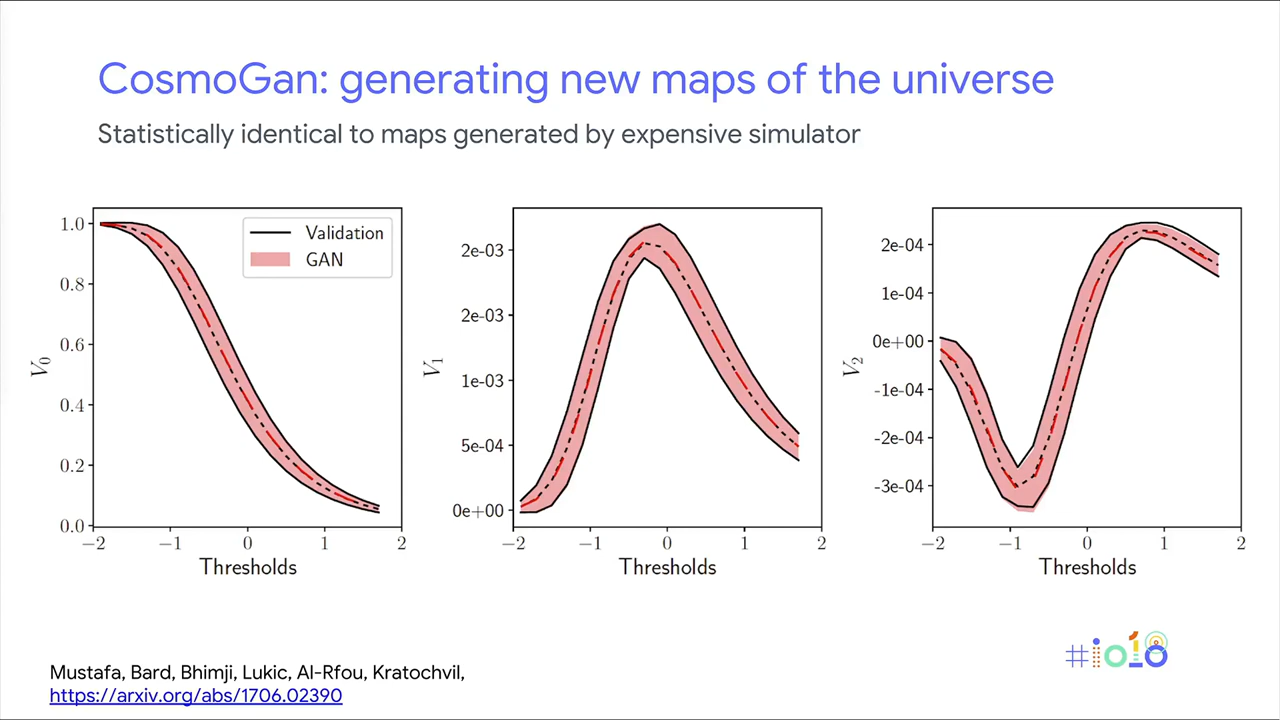 CosmoGan: generating new maps of the universe
Statistically identical to maps generated by expensive simulator
V0
1.0
0.8
0.6
0.4
0.2
0.0
Validation
GAN
−2 −1 0 1 2
Thresholds
V1
2e-03
2e-03
1e-03
5e-04
0e+00
−2 −1 0 1 2
Thresholds
V2
2e-04
1e-04
0e+00
-1e-04
-2e-04
-3e-04
−2 −1 0 1 2
Thresholds
#io18
Mustafa, Bard, Bhimji, Lukic, Al-Rfou, Kratochvil,
https://arxiv.org/abs/1706.02390